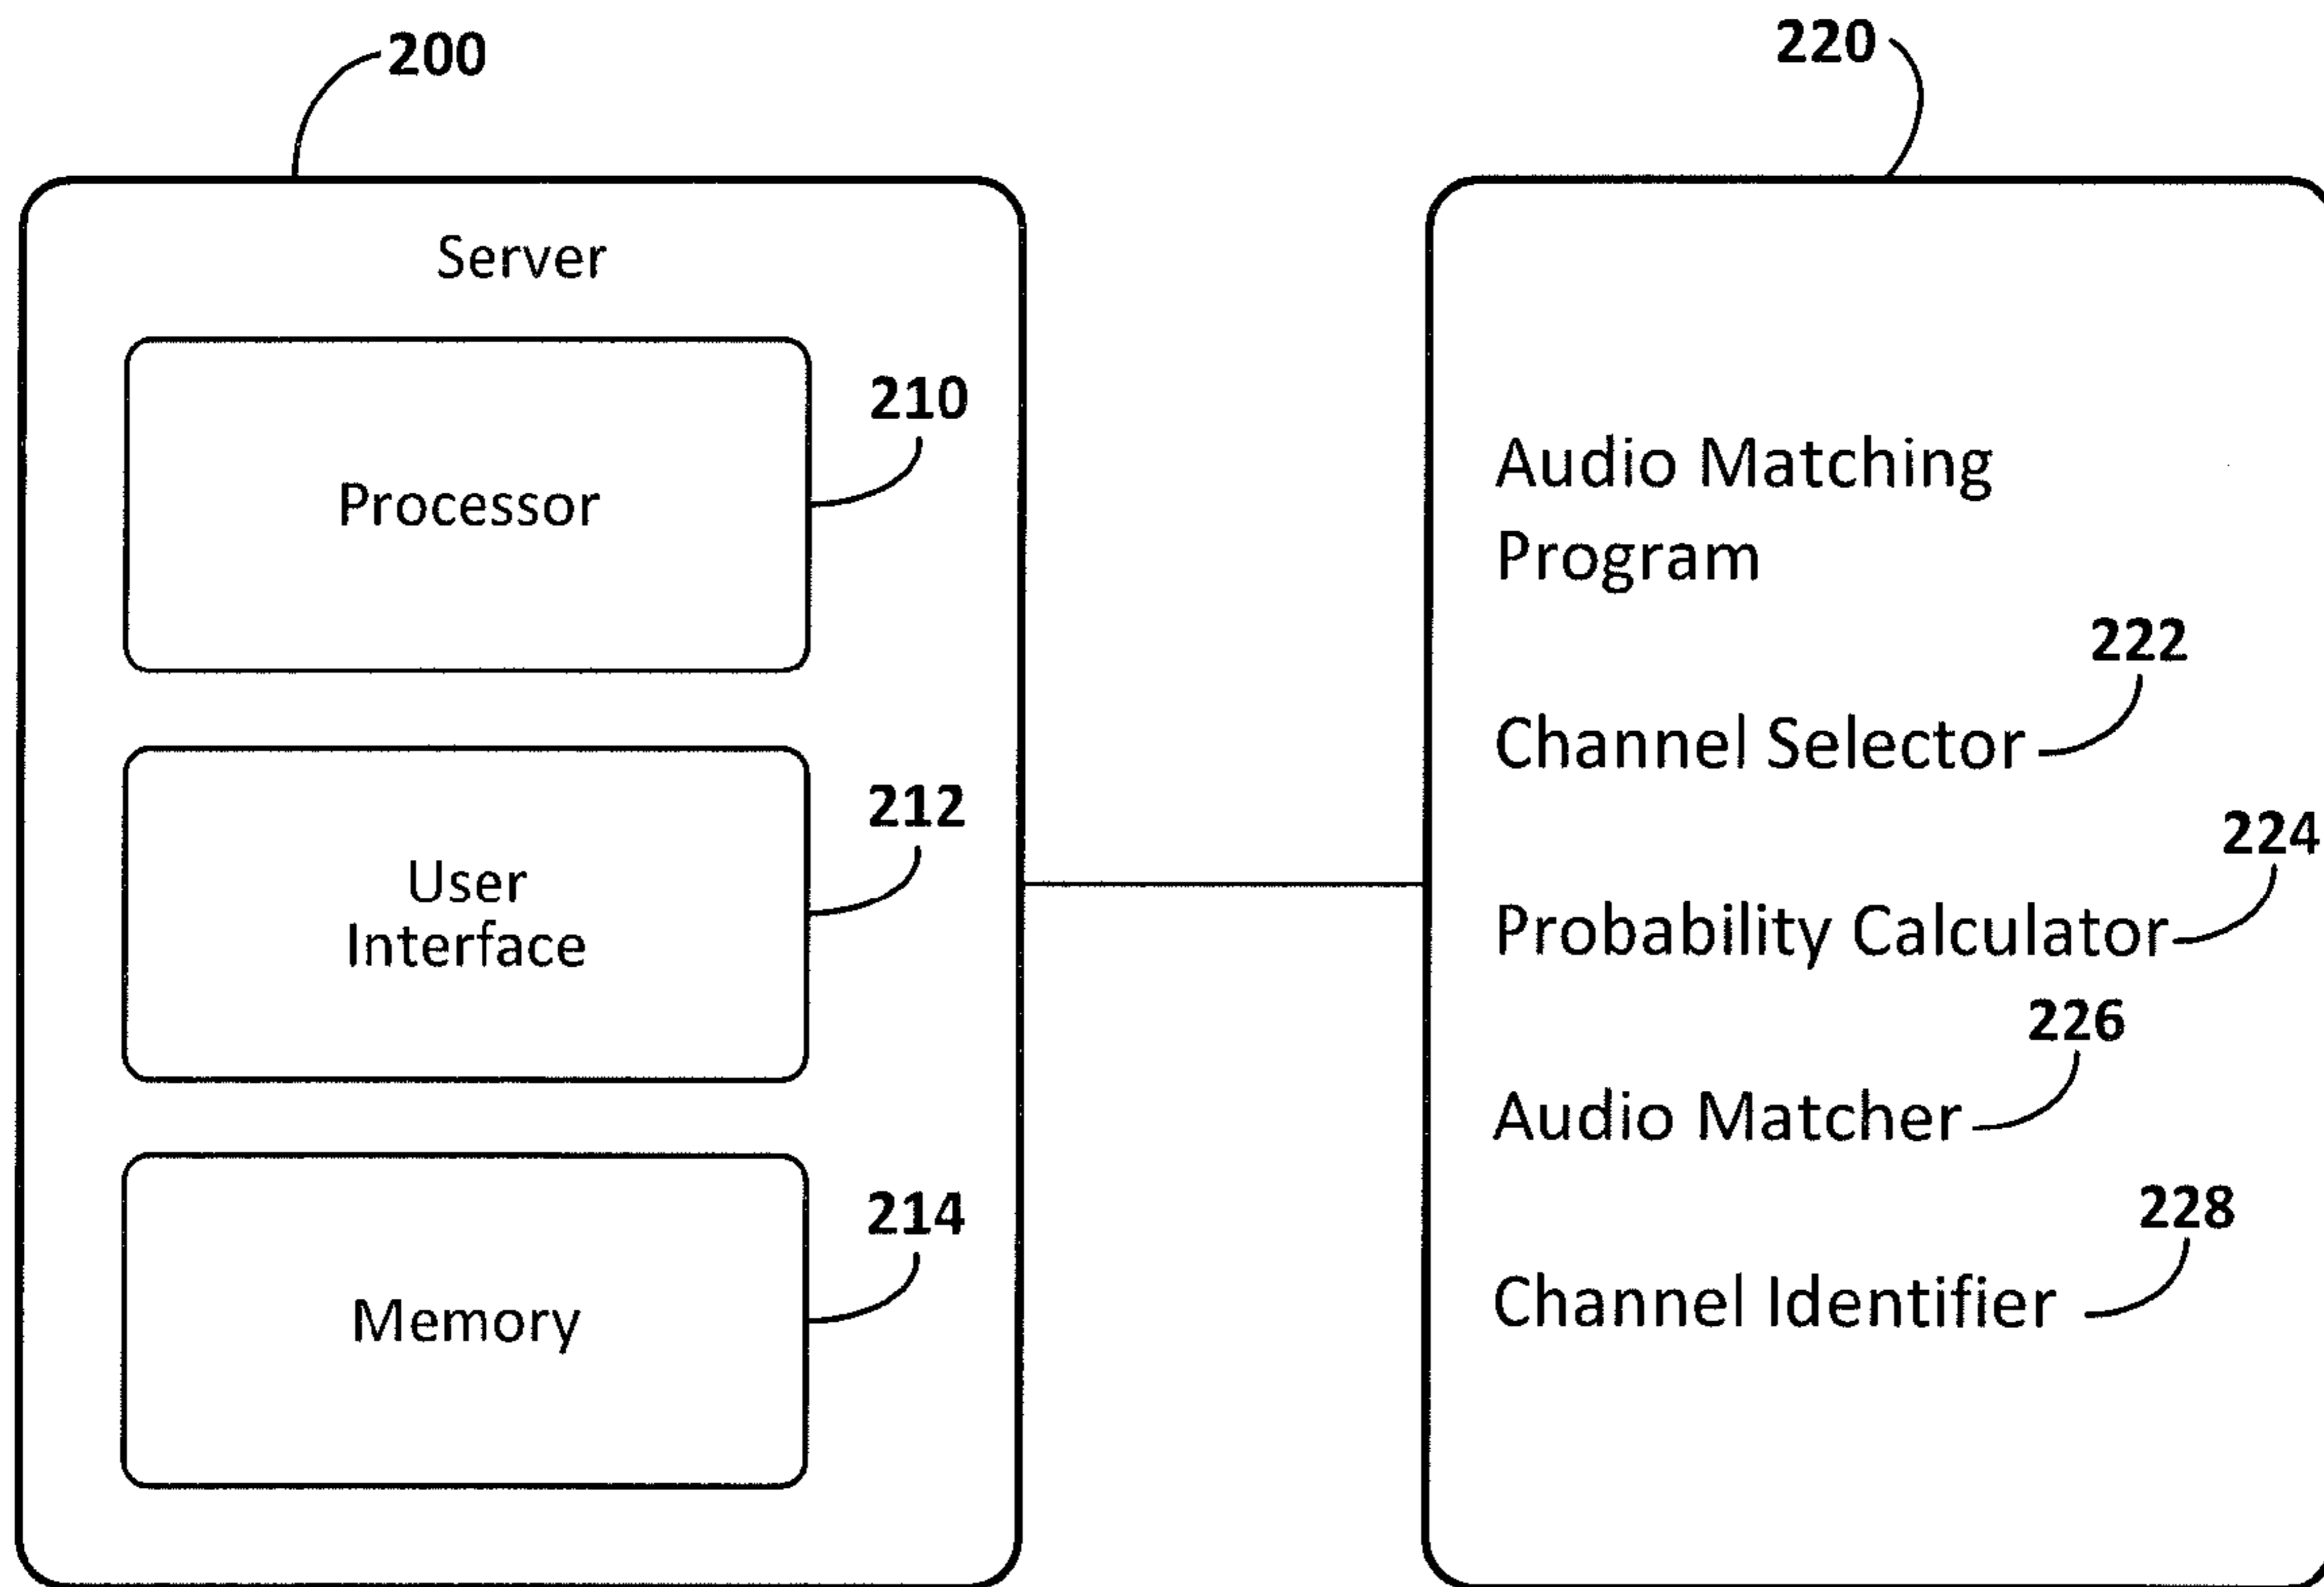 200
Server
Processor
210
User
Interface
212
Memory
214
220
Audio Matching
Program
222
Channel Selector
224
Probability Calculator
226
Audio Matcher
228
Channel Identifier